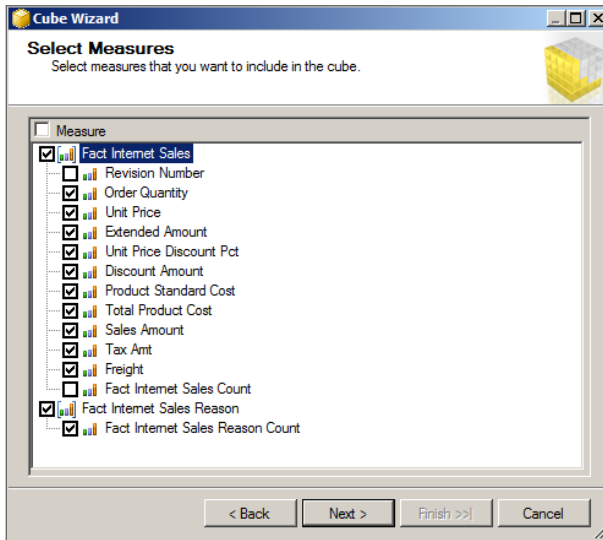 Cube Wizard
Select Measures
Select measures that you want to include in the cube.
Measure
Fact Internet Sales
Revision Number
Order Quantity
Unit Price
Extended Amount
Unit Price Discount Pct
Discount Amount
Product Standard Cost
Total Product Cost
Sales Amount
Tax Amt
Freight
Fact Internet Sales Count
Fact Internet Sales Reason
Fact Internet Sales Reason Count
< Back Next > Finish >>| Cancel